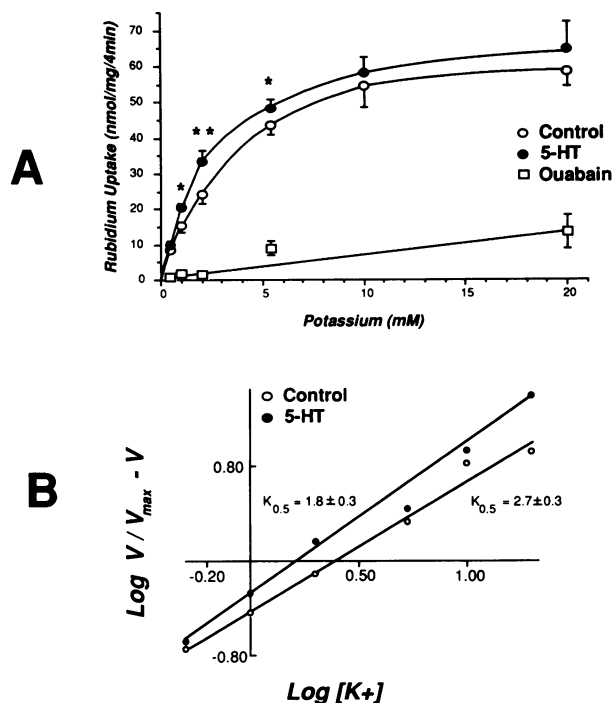 A
Rubidium Uptake (nmol/mg/4min)
70
60
50
40
30
20
10
0
*
* *
*
Control
5-HT
Ouabain
0
5
10
15
20
Potassium (mM)
B
Control
5-HT
Log V / Vmax - V
0.80
-0.80
K0.5 = 1.8±0.3
K0.5 = 2.7±0.3
-0.20
0.50
1.00
Log [K+]